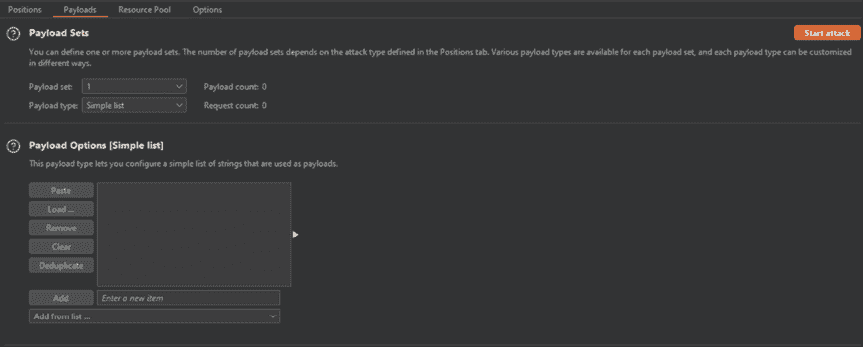 Positions Payloads Resource Pool Options
Payload Sets
Start attack
You can define one or more payload sets. The number of payload sets depends on the attack type defined in the Positions tab. Various payload types are available for each payload set, and each payload type can be customized
in different ways.
Payload set: 1 Payload count: 0
Payload type: Simple list Request count: 0
Payload Options [Simple list]
This payload type lets you configure a simple list of strings that are used as payloads.
Paste
Load ...
Remove
Clear
Deduplicate
Add Enter a new item
Add from list ...